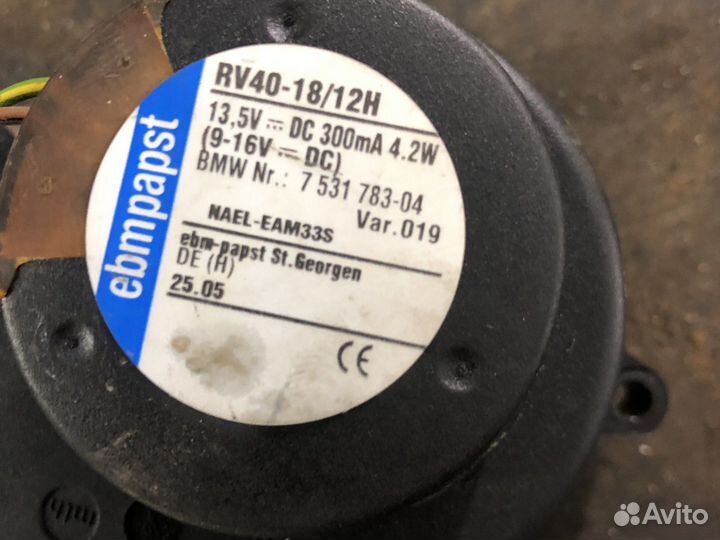 ebmpapst
RV40-18/12H
13,5V ⎓ DC 300mA 4.2W
(9-16V ⎓ DC)
BMW Nr.: 7 531 783-04
Var.019
NAEL-EAM33S
ebm-papst St.Georgen
DE (H)
25.05
CE
mth
Avito